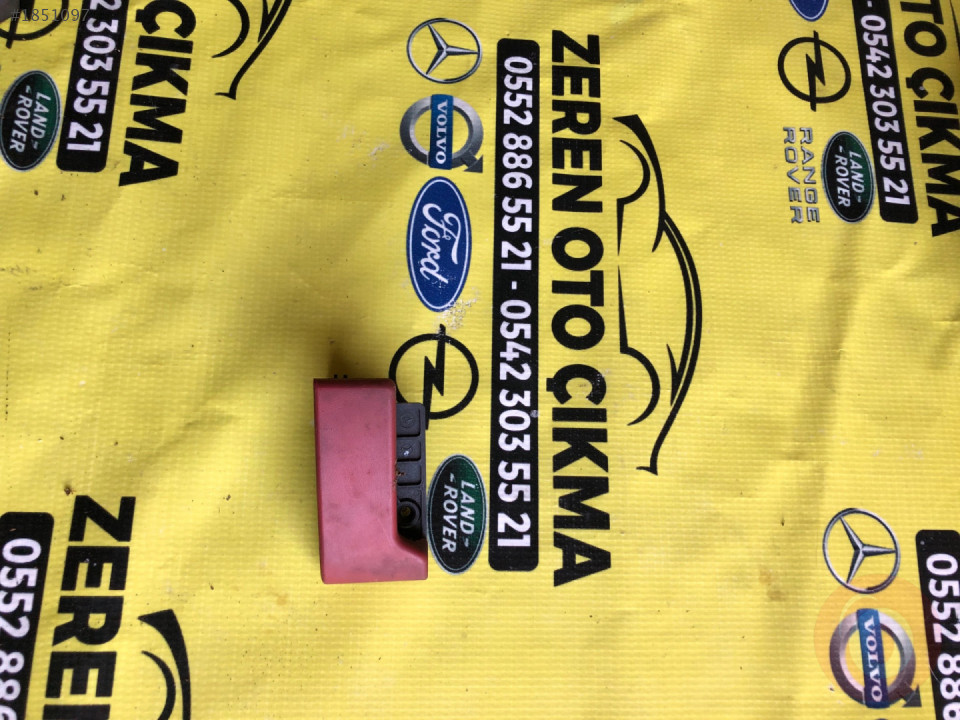 #1851097
2 303 55 21
ÇIKMA
LAND-
-ROVER
VOLVO
Ford
LAND-
-ROVER
0552 886 55 21 - 0542 303 55 21
ZEREN OTO ÇIKMA
RANGE
ROVER
LAND-
-ROVER
- 0542 303 55 21
OTO ÇIKMA
0552 886
ZEREN
VOLVO
0552 886